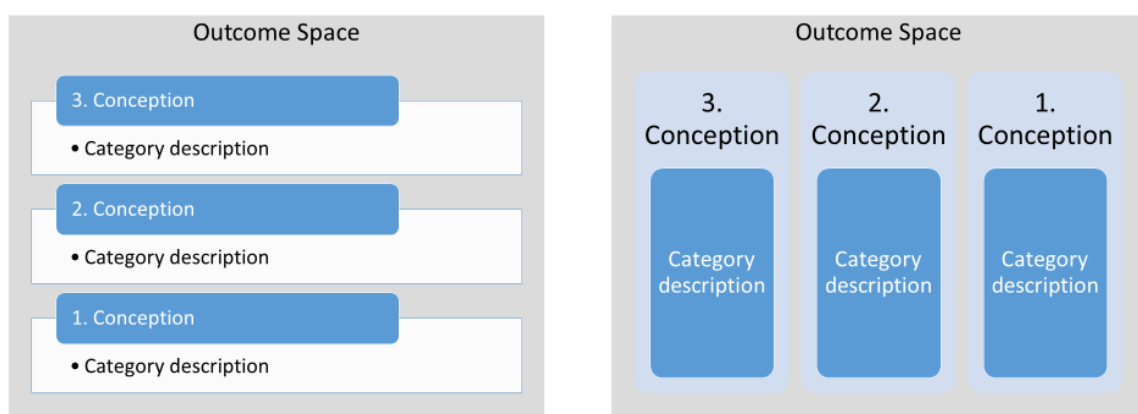 Outcome Space
3. Conception
• Category description
2. Conception
• Category description
1. Conception
• Category description
Outcome Space
3.
Conception
Category
description
2.
Conception
Category
description
1.
Conception
Category
description